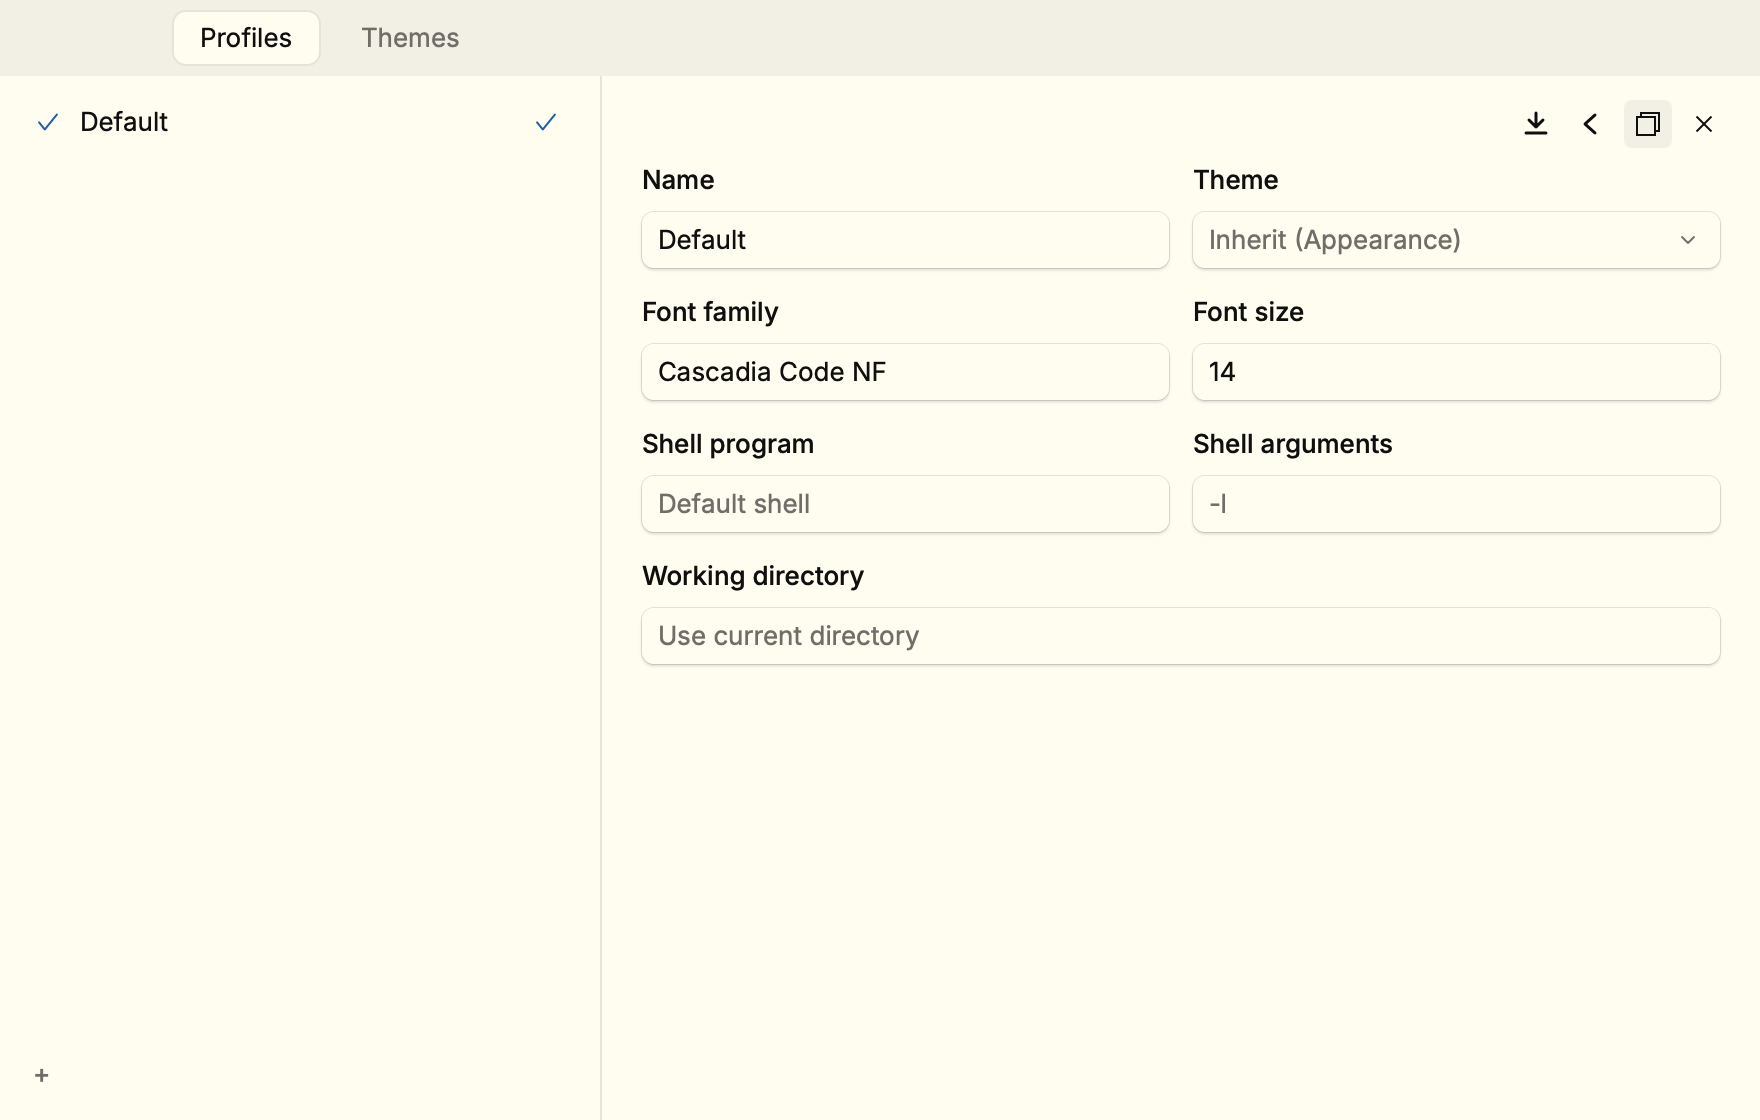 Profiles Themes
Default
Name Theme
Default Inherit (Appearance)
Font family Font size
Cascadia Code NF 14
Shell program Shell arguments
Default shell -l
Working directory
Use current directory
+